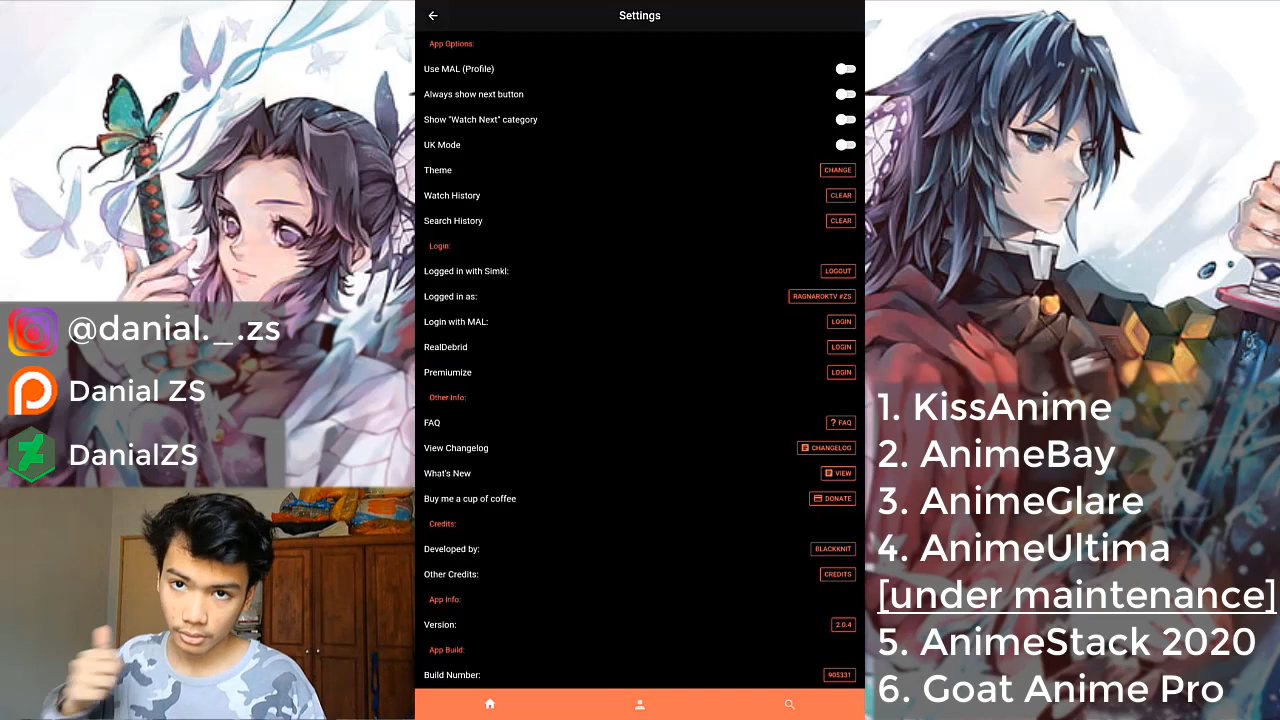 @danial._.zs
Danial ZS
DanialZS
Settings
App Options:
Use MAL (Profile)
Always show next button
Show "Watch Next" category
UK Mode
Theme CHANGE
Watch History CLEAR
Search History CLEAR
Login:
Logged in with Simkl: LOGOUT
Logged in as: RAGNAROKTV #ZS
Login with MAL: LOGIN
RealDebrid LOGIN
Premiumize LOGIN
Other Info:
FAQ ? FAQ
View Changelog CHANGELOG
What's New VIEW
Buy me a cup of coffee DONATE
Credits:
Developed by: BLACKKNIT
Other Credits: CREDITS
App Info:
Version: 2.0.4
App Build:
Build Number: 905331
1. KissAnime
2. AnimeBay
3. AnimeGlare
4. AnimeUltima
[under maintenance]
5. AnimeStack 2020
6. Goat Anime Pro